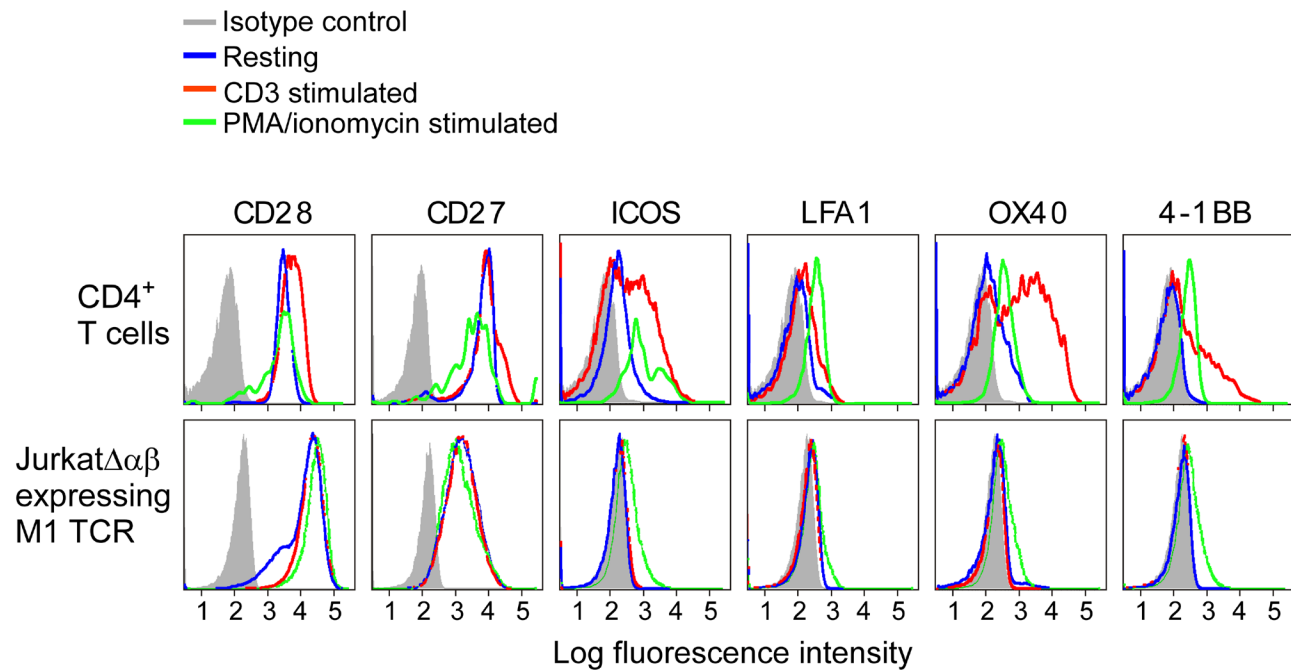 Isotype control
Resting
CD3 stimulated
PMA/ionomycin stimulated
CD28 CD27 ICOS LFA1 OX40 4-1BB
CD4⁺
T cells
JurkatΔαβ
expressing
M1 TCR
1 2 3 4 5 1 2 3 4 5 1 2 3 4 5 1 2 3 4 5 1 2 3 4 5 1 2 3 4 5
Log fluorescence intensity